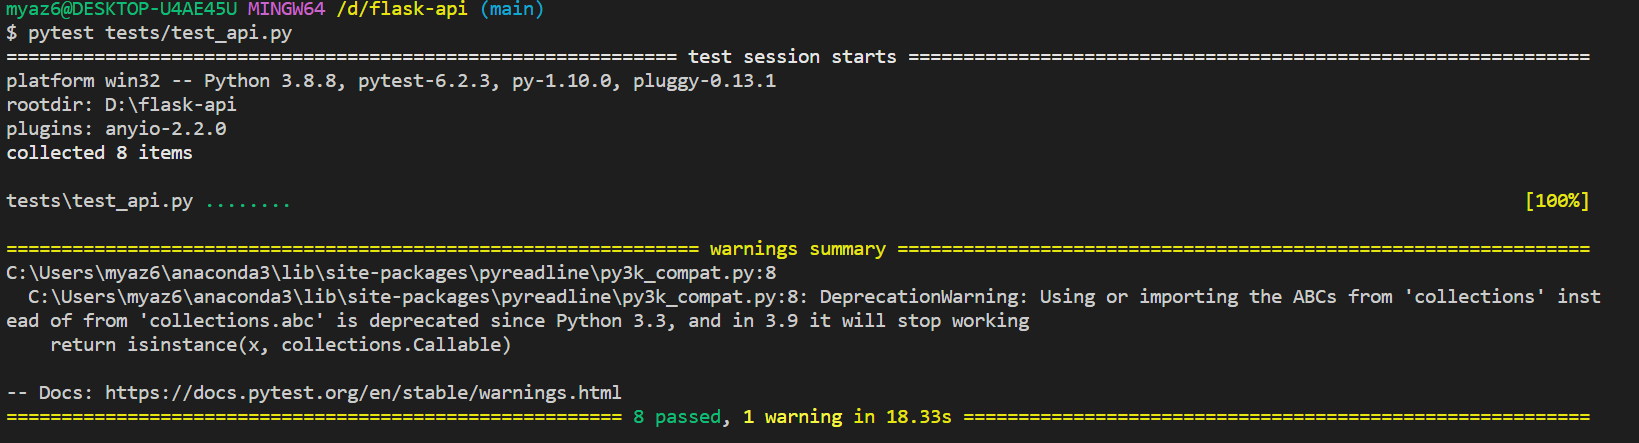 myaz6@DESKTOP-U4AE45U MINGW64 /d/flask-api (main)
$ pytest tests/test_api.py
============================================================= test session starts ==============================================================
platform win32 -- Python 3.8.8, pytest-6.2.3, py-1.10.0, pluggy-0.13.1
rootdir: D:\flask-api
plugins: anyio-2.2.0
collected 8 items
tests\test_api.py ........ [100%]
=============================================================== warnings summary ===============================================================
C:\Users\myaz6\anaconda3\lib\site-packages\pyreadline\py3k_compat.py:8
  C:\Users\myaz6\anaconda3\lib\site-packages\pyreadline\py3k_compat.py:8: DeprecationWarning: Using or importing the ABCs from 'collections' inst
ead of from 'collections.abc' is deprecated since Python 3.3, and in 3.9 it will stop working
    return isinstance(x, collections.Callable)
-- Docs: https://docs.pytest.org/en/stable/warnings.html
======================================================== 8 passed, 1 warning in 18.33s =========================================================